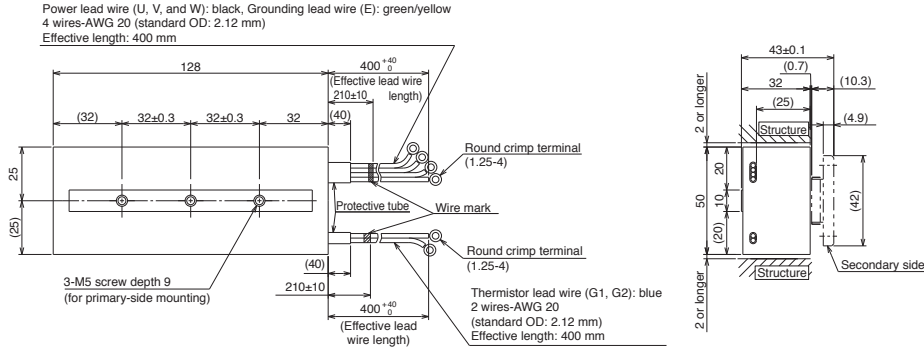 Power lead wire (U, V, and W): black, Grounding lead wire (E): green/yellow
4 wires-AWG 20 (standard OD: 2.12 mm)
Effective length: 400 mm
128
400 +40 0
(Effective lead wire
length)
210±10
(32)
32±0.3
32±0.3
32
(40)
25
(25)
Round crimp terminal
(1.25-4)
Protective tube
Wire mark
Round crimp terminal
(1.25-4)
3-M5 screw depth 9
(for primary-side mounting)
(40)
210±10
400 +40 0
(Effective lead
wire length)
Thermistor lead wire (G1, G2): blue
2 wires-AWG 20
(standard OD: 2.12 mm)
Effective length: 400 mm
43±0.1
(0.7)
32
(10.3)
(25)
(4.9)
2 or longer
Structure
50
20
10
(20)
(42)
Secondary side
Structure
2 or longer